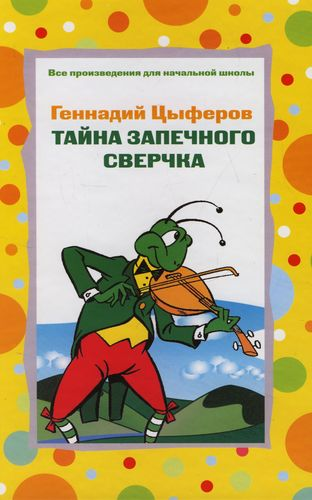 Все произведения для начальной школы
Геннадий Цыферов
ТАЙНА ЗАПЕЧНОГО
СВЕРЧКА